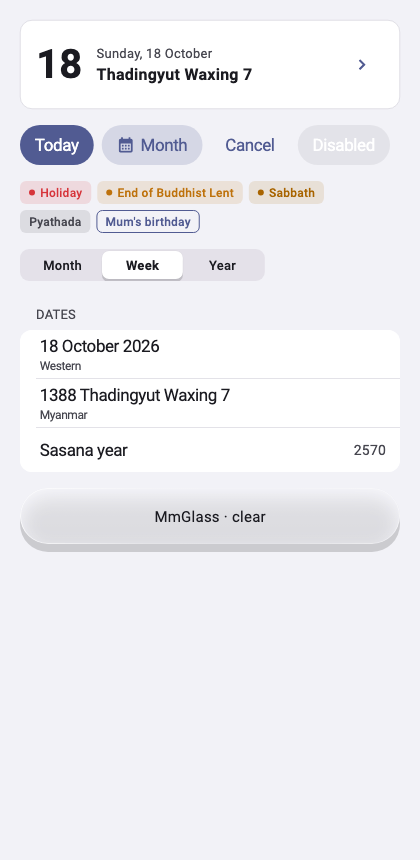 18
Sunday, 18 October
Thadingyut Waxing 7
Today
Month
Cancel
Disabled
Holiday
End of Buddhist Lent
Sabbath
Pyathada
Mum's birthday
Month
Week
Year
DATES
18 October 2026
Western
1388 Thadingyut Waxing 7
Myanmar
Sasana year
2570
MmGlass · clear